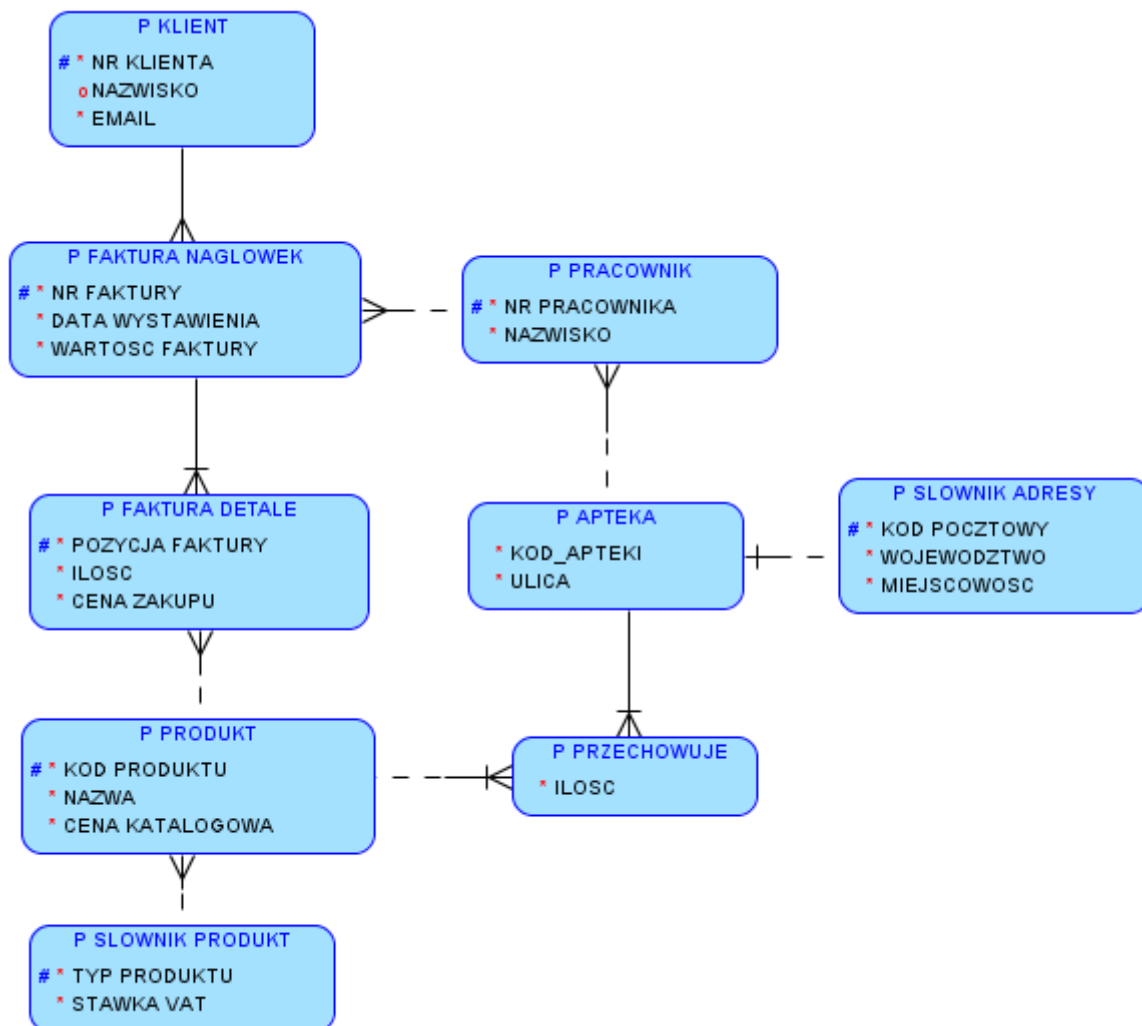 P KLIENT
# * NR KLIENTA
o NAZWISKO
* EMAIL
P FAKTURA NAGLOWEK
# * NR FAKTURY
* DATA WYSTAWIENIA
* WARTOSC FAKTURY
P PRACOWNIK
# * NR PRACOWNIKA
* NAZWISKO
P FAKTURA DETALE
# * POZYCJA FAKTURY
* ILOSC
* CENA ZAKUPU
P APTEKA
* KOD_APTEKI
* ULICA
P SLOWNIK ADRESY
# * KOD POCZTOWY
* WOJEWODZTWO
* MIEJSCOWOSC
P PRODUKT
# * KOD PRODUKTU
* NAZWA
* CENA KATALOGOWA
P PRZECHOWUJE
* ILOSC
P SLOWNIK PRODUKT
# * TYP PRODUKTU
* STAWKA VAT